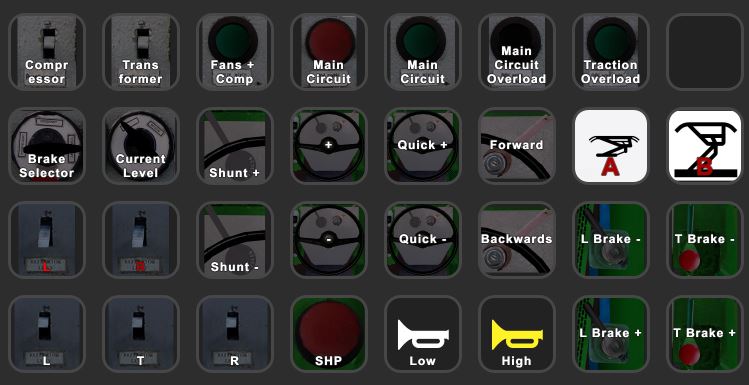 Compr
essor
Trans
former
Fans +
Comp
Main
Circuit
Main
Circuit
Main
Circuit
Overload
Traction
Overload
Brake
Selector
Current
Level
Shunt +
+
Quick +
Forward
A
B
L
B
Shunt -
-
Quick -
Backwards
L Brake -
T Brake -
L
T
R
SHP
Low
High
L Brake +
T Brake +